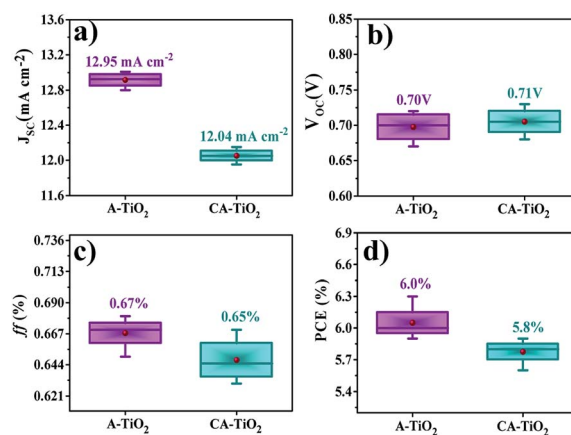 a)
J_SC(mA cm⁻²)
13.2
12.8
12.4
12.0
11.6
12.95 mA cm⁻²
12.04 mA cm⁻²
A-TiO₂
CA-TiO₂
b)
V_OC(V)
0.85
0.80
0.75
0.70
0.65
0.60
0.70V
0.71V
A-TiO₂
CA-TiO₂
c)
ff (%)
0.736
0.713
0.690
0.667
0.644
0.621
0.67%
0.65%
A-TiO₂
CA-TiO₂
d)
PCE (%)
6.9
6.6
6.3
6.0
5.7
5.4
6.0%
5.8%
A-TiO₂
CA-TiO₂